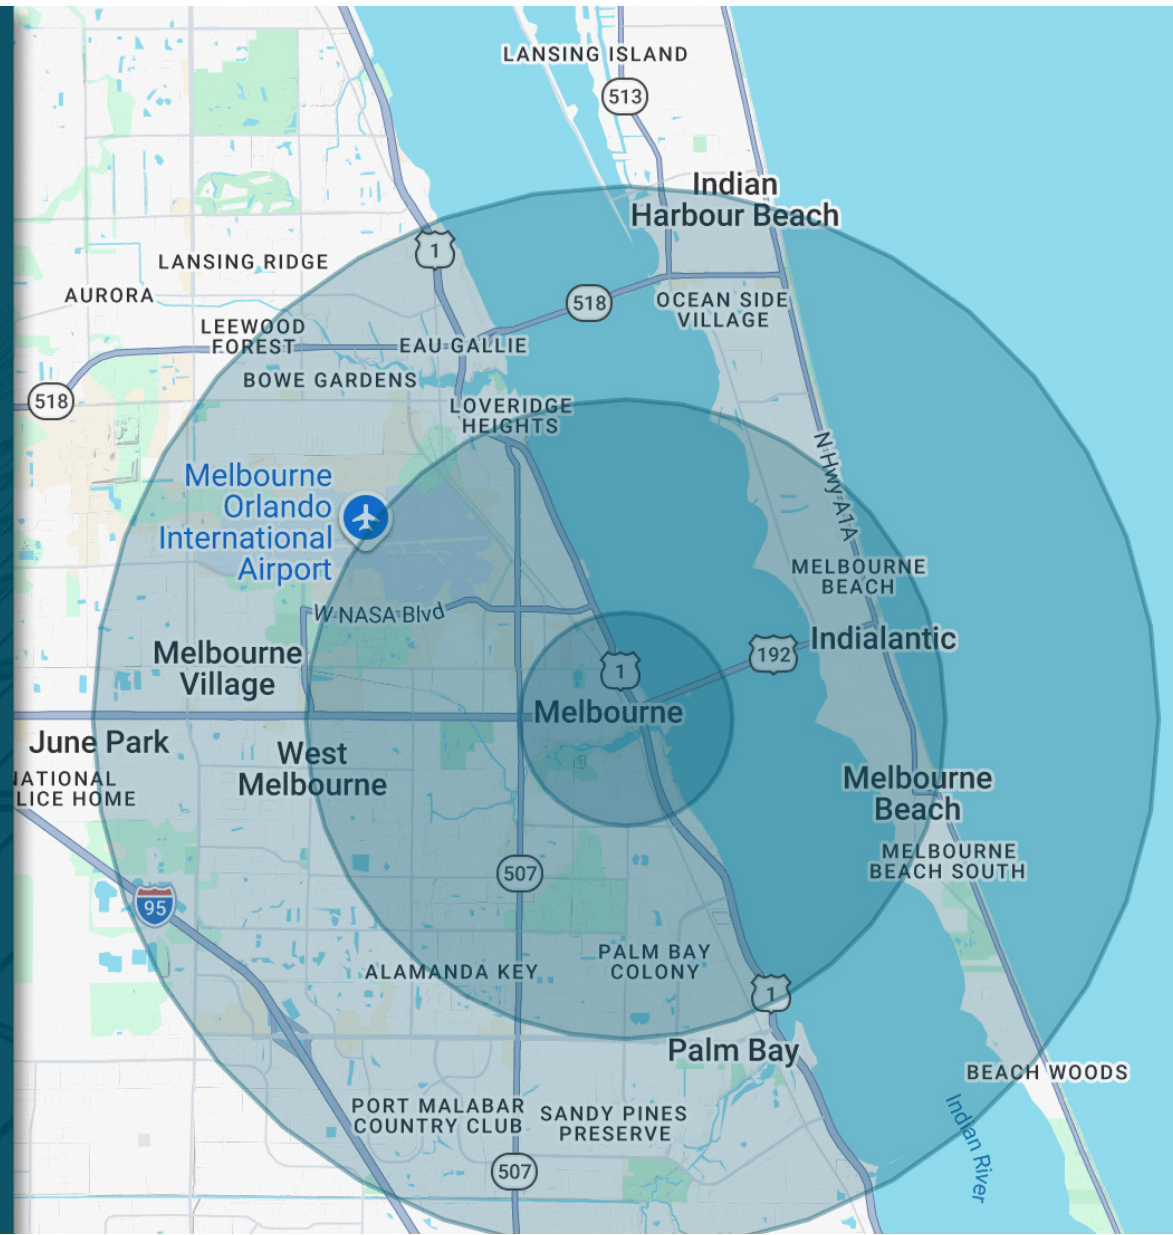 LANSING ISLAND
513
Indian
Harbour Beach
1
LANSING RIDGE
AURORA
518
OCEAN SIDE
VILLAGE
LEEWOOD
FOREST
EAU GALLIE
BOWE GARDENS
518
LOVERIDGE
HEIGHTS
N Hwy A1A
Melbourne
Orlando
International
Airport
MELBOURNE
BEACH
W NASA Blvd
Indialantic
192
1
Melbourne
Village
Melbourne
June Park
West
Melbourne
NATIONAL
LICE HOME
Melbourne
Beach
MELBOURNE
BEACH SOUTH
507
95
PALM BAY
COLONY
ALAMANDA KEY
1
Palm Bay
BEACH WOODS
PORT MALABAR
COUNTRY CLUB
SANDY PINES
PRESERVE
Indian River
507